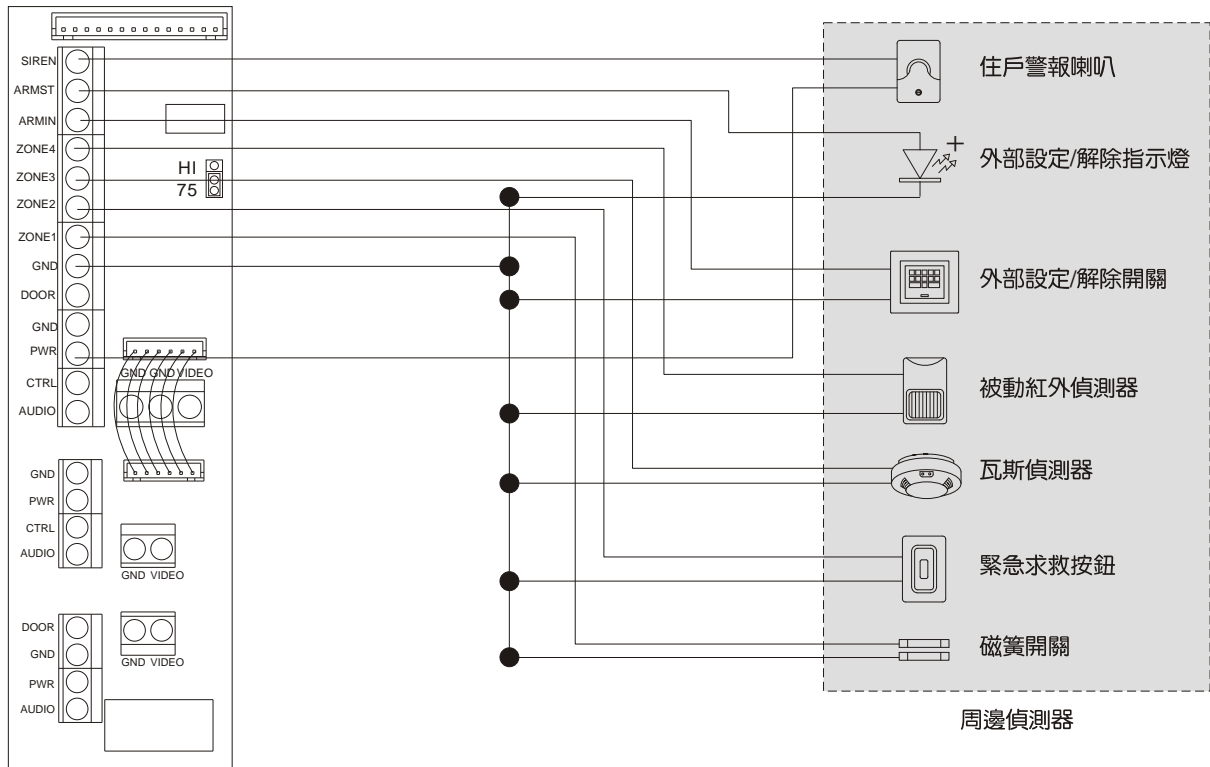 SIREN
ARMST
ARMIN
ZONE4
ZONE3
ZONE2
ZONE1
GND
DOOR
GND
PWR
CTRL
AUDIO
HI
75
GND GND VIDEO
GND
PWR
CTRL
AUDIO
GND VIDEO
DOOR
GND
PWR
AUDIO
GND VIDEO
住戶警報喇叭
+
外部設定/解除指示燈
外部設定/解除開關
被動紅外偵測器
瓦斯偵測器
緊急求救按鈕
磁簧開關
周邊偵測器